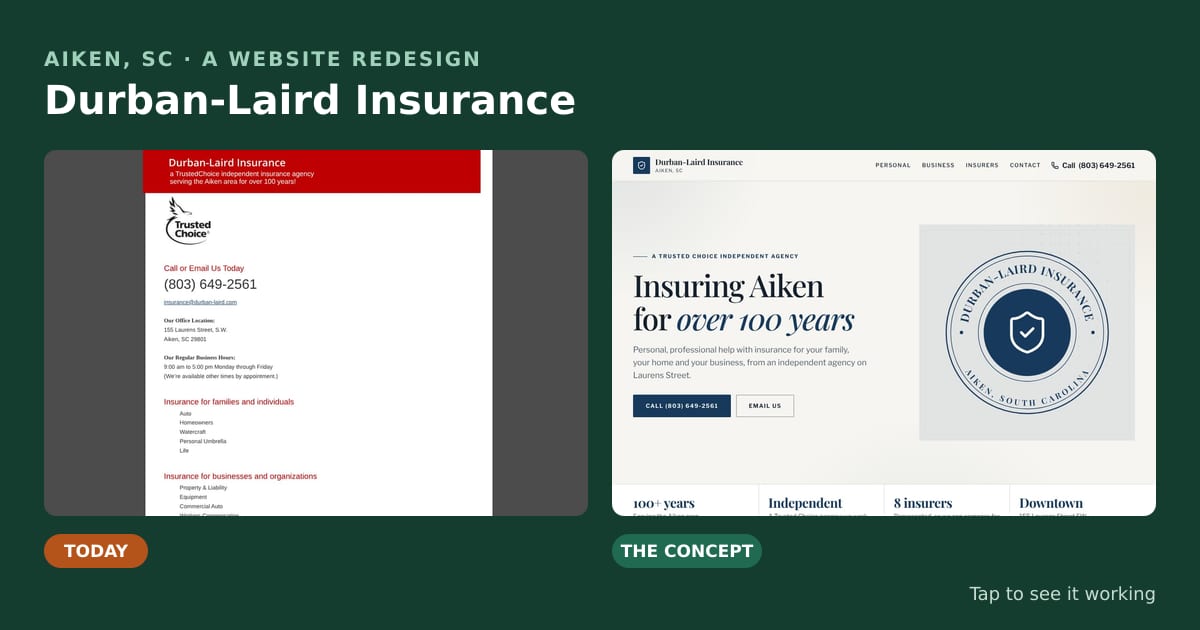 AIKEN, SC · A WEBSITE REDESIGN
Durban-Laird Insurance
Durban-Laird Insurance
a TrustedChoice independent insurance agency
serving the Aiken area for over 100 years!
Trusted
Choice®
Call or Email Us Today
(803) 649-2561
insurance@durban-laird.com
Our Office Location:
155 Laurens Street, S.W.
Aiken, SC 29801
Our Regular Business Hours:
9:00 am to 5:00 pm Monday through Friday
(We're available other times by appointment.)
Insurance for families and individuals
Auto
Homeowners
Watercraft
Personal Umbrella
Life
Insurance for businesses and organizations
Property & Liability
Equipment
Commercial Auto
TODAY
Durban-Laird Insurance
AIKEN, SC
PERSONAL BUSINESS INSURERS CONTACT Call (803) 649-2561
A TRUSTED CHOICE INDEPENDENT AGENCY
Insuring Aiken
for over 100 years
Personal, professional help with insurance for your family,
your home and your business, from an independent agency on
Laurens Street.
CALL (803) 649-2561 EMAIL US
DURBAN-LAIRD INSURANCE
AIKEN, SOUTH CAROLINA
100+ years Independent 8 insurers Downtown
THE CONCEPT
Tap to see it working